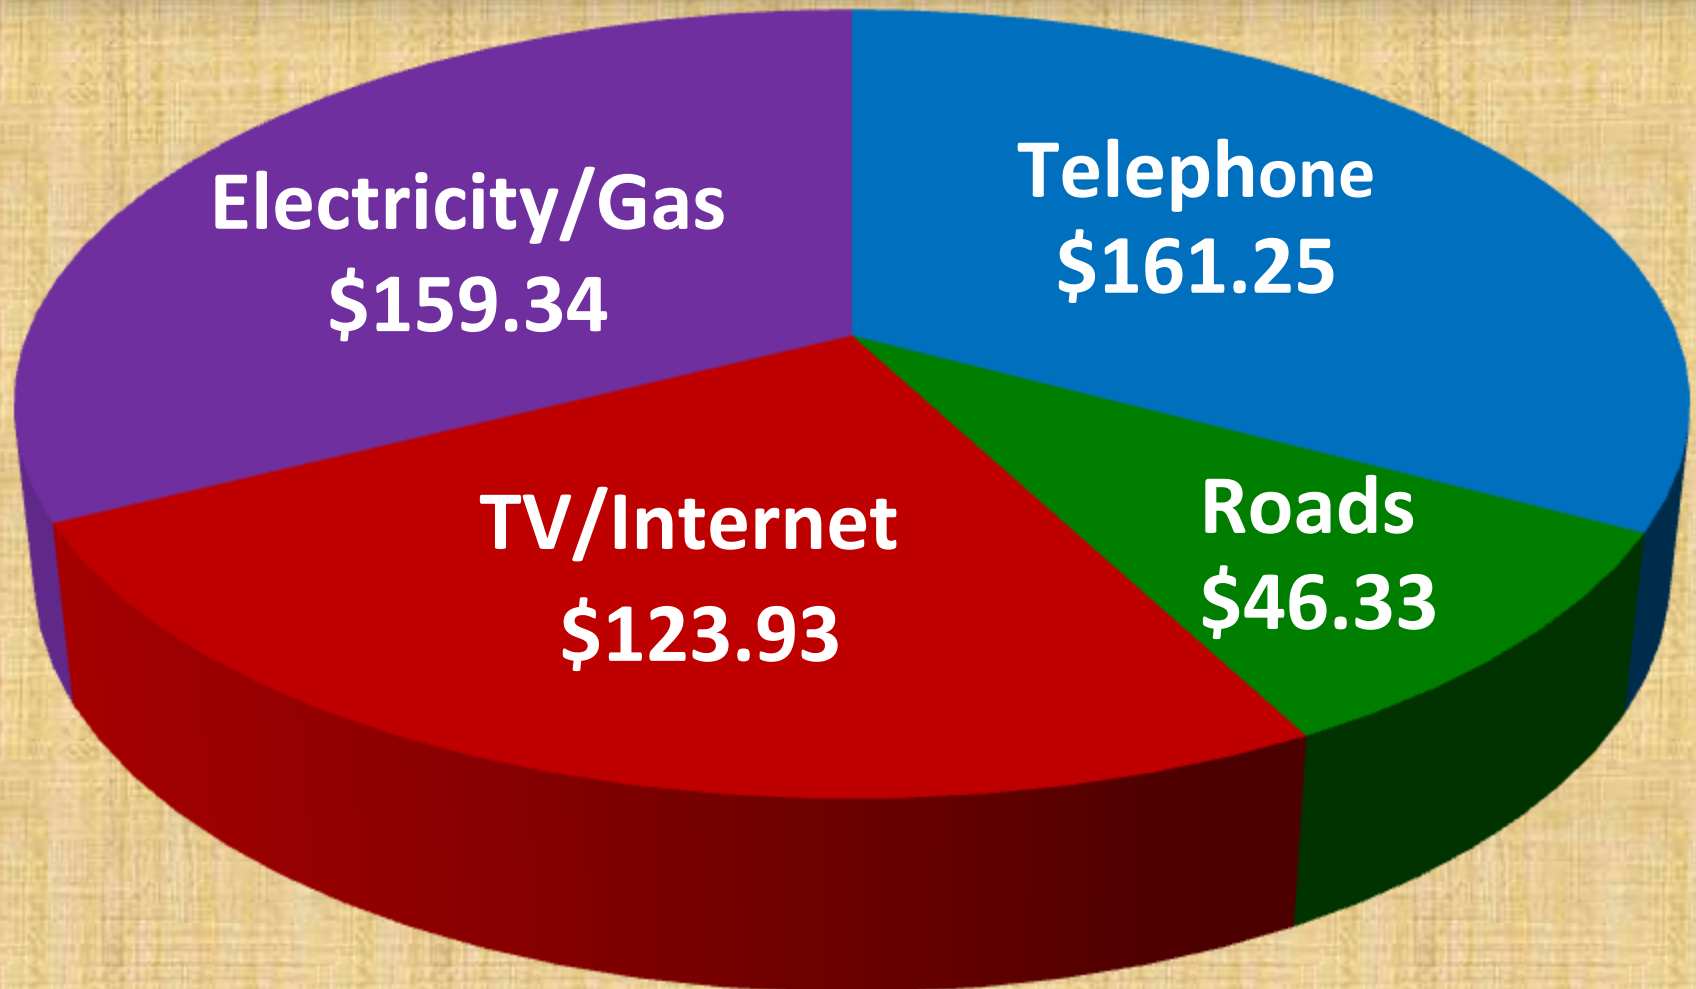 Electricity/Gas
$159.34
Telephone
$161.25
TV/Internet
$123.93
Roads
$46.33